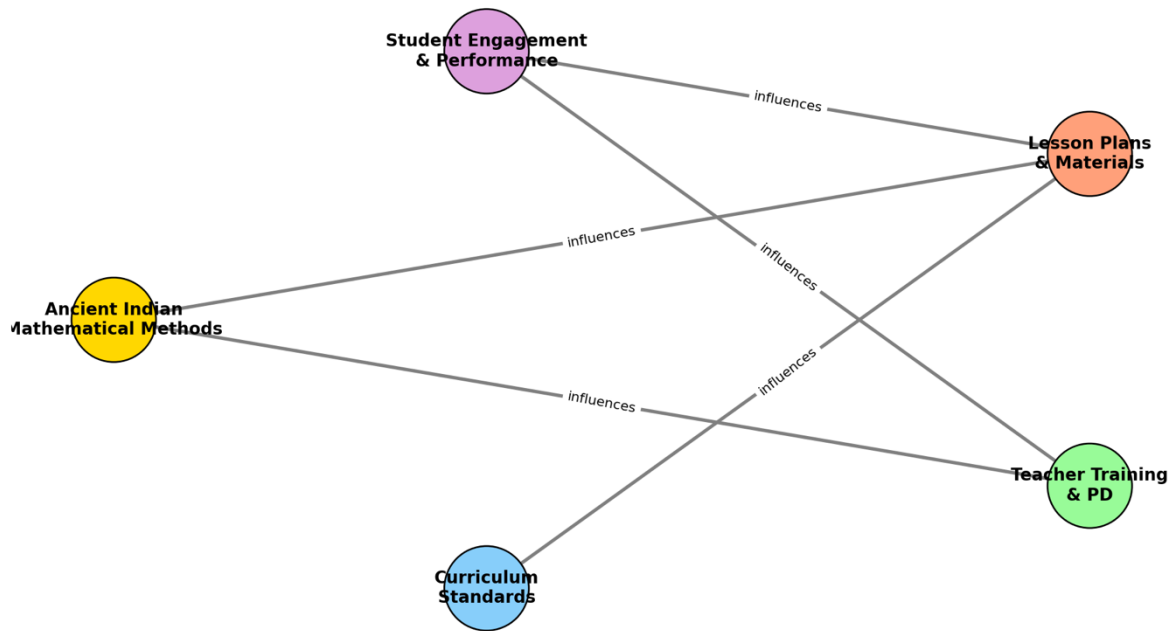 Student Engagement
& Performance
influences
Lesson Plans
& Materials
influences
influences
Ancient Indian
Mathematical Methods
influences
influences
Teacher Training
& PD
Curriculum
Standards